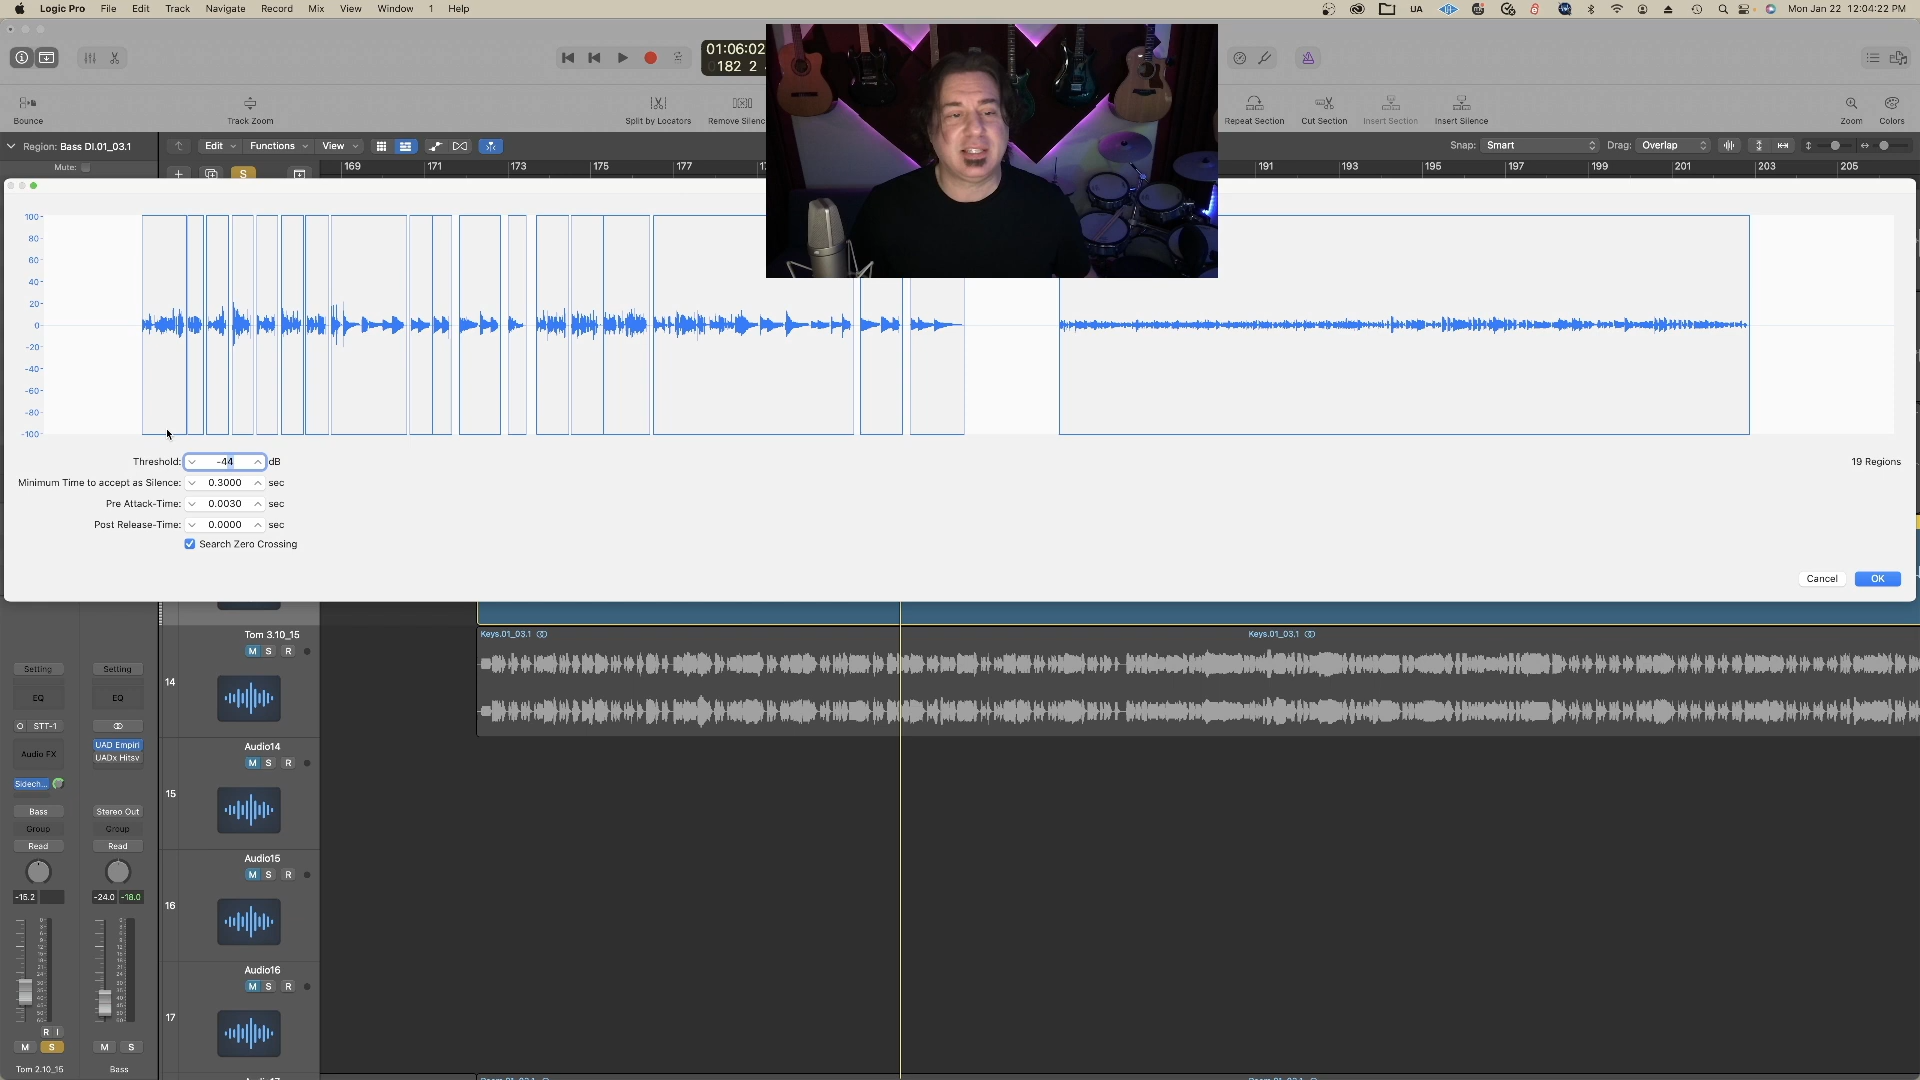 Logic Pro File Edit Track Navigate Record Mix View Window 1 Help
UA
Mon Jan 22 12:04:22 PM
01:06:02
182 2
Bounce
Track Zoom
Split by Locators
Remove Silenc
Repeat Section
Cut Section
Insert Section
Insert Silence
Zoom
Colors
Region: Bass DI.01_03.1
Edit Functions View
Snap: Smart Drag: Overlap
Mute:
S
169 171 173 175 177 191 193 195 197 199 201 203 205
100
80
60
40
20
0
-20
-40
-60
-80
-100
Threshold: -44 dB
19 Regions
Minimum Time to accept as Silence: 0.3000 sec
Pre Attack-Time: 0.0030 sec
Post Release-Time: 0.0000 sec
Search Zero Crossing
Cancel OK
Tom 3.10_15
Keys.01_03.1
Keys.01_03.1
M S R
14
Audio14
M S R
15
Audio15
M S R
16
Audio16
M S R
17
Setting Setting
EQ EQ
STT-1
UAD Empiri
Audio FX
UADx Hitsv
Sidech...
Bass Stereo Out
Group Group
Read Read
-15.2 -24.0 -18.0
R I
M S M S
Tom 2.10_15 Bass